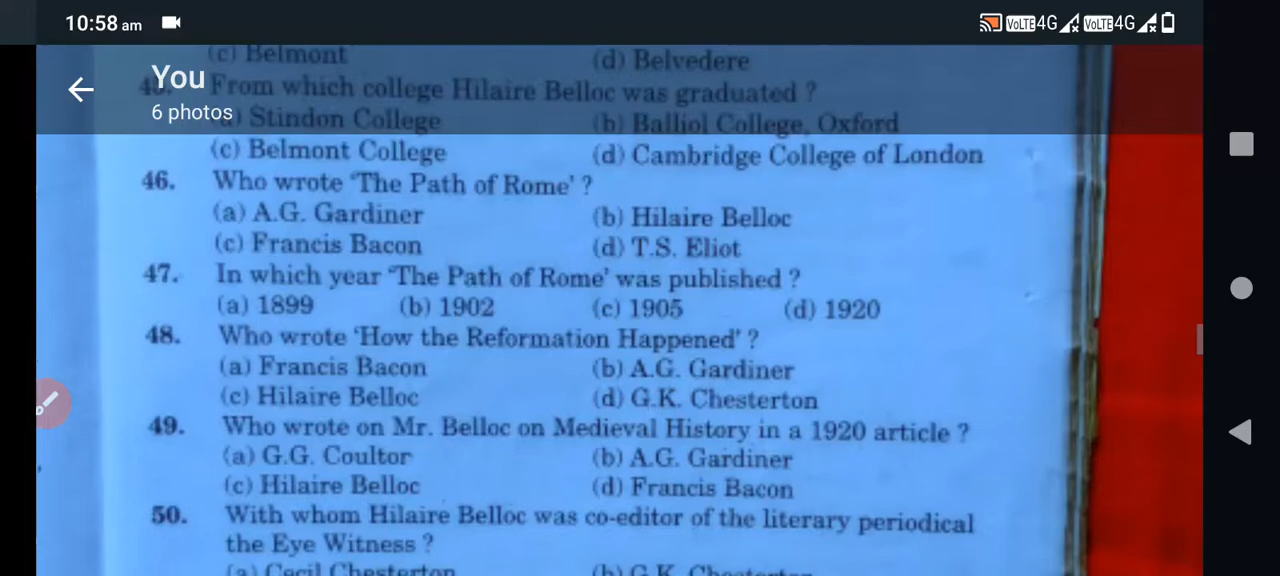 10:58 am VoLTE 4G VoLTE 4G
(c) Belmont (d) Belvedere
You
From which college Hilaire Belloc was graduated ?
6 photos
(a) Stindon College (b) Balliol College, Oxford
(c) Belmont College (d) Cambridge College of London
46. Who wrote 'The Path of Rome' ?
(a) A.G. Gardiner (b) Hilaire Belloc
(c) Francis Bacon (d) T.S. Eliot
47. In which year 'The Path of Rome' was published ?
(a) 1899 (b) 1902 (c) 1905 (d) 1920
48. Who wrote 'How the Reformation Happened' ?
(a) Francis Bacon (b) A.G. Gardiner
(c) Hilaire Belloc (d) G.K. Chesterton
49. Who wrote on Mr. Belloc on Medieval History in a 1920 article ?
(a) G.G. Coultor (b) A.G. Gardiner
(c) Hilaire Belloc (d) Francis Bacon
50. With whom Hilaire Belloc was co-editor of the literary periodical
the Eye Witness ?
(a) Cecil Chesterton (b) G.K. Chesterton